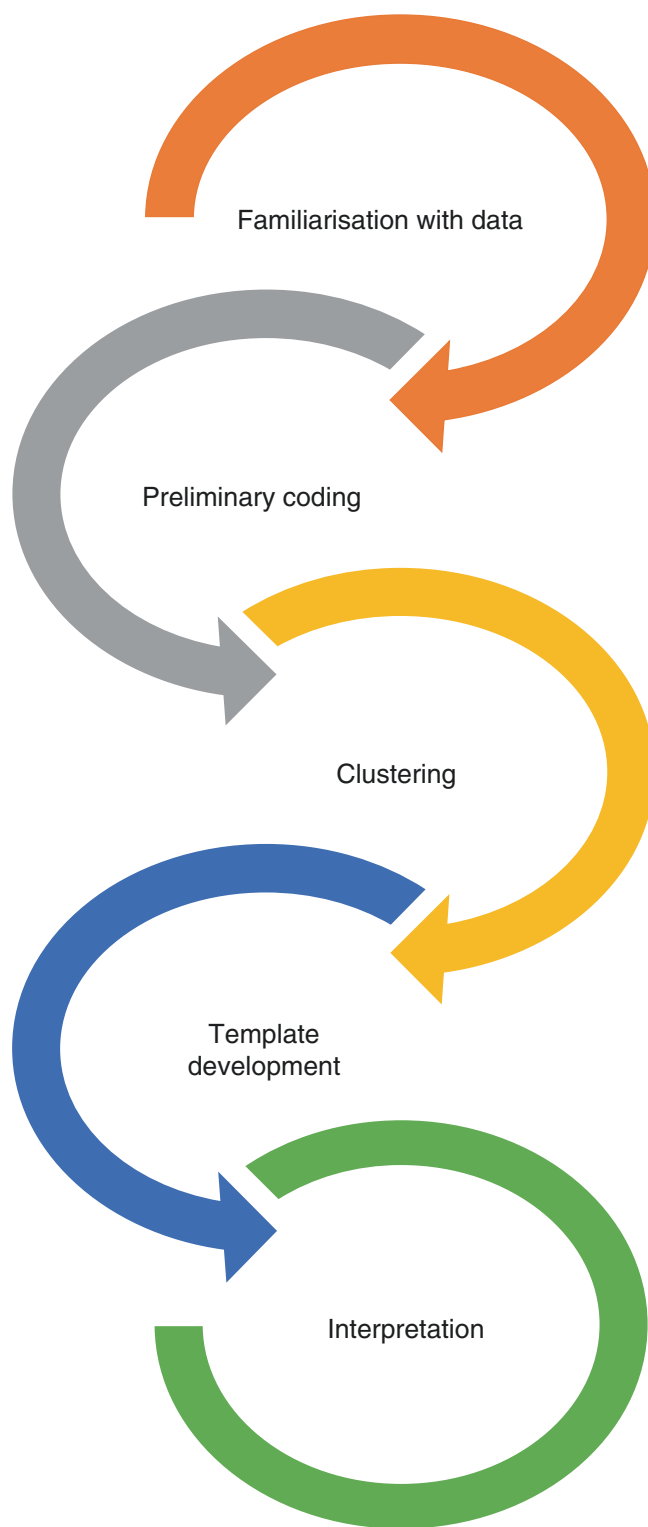 Familiarisation with data
Preliminary coding
Clustering
Template
development
Interpretation